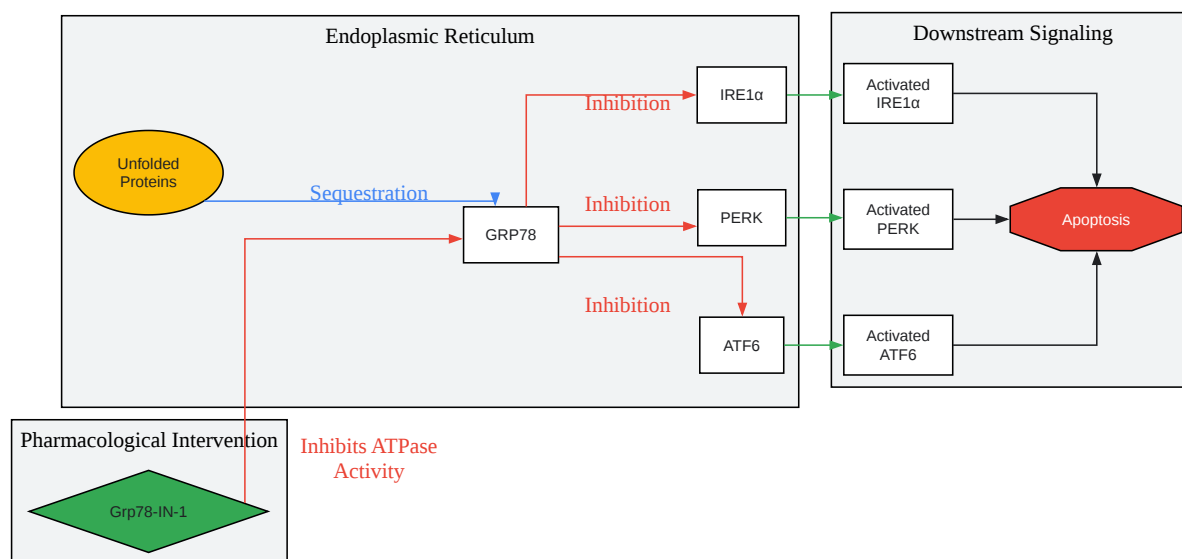 Endoplasmic Reticulum
Downstream Signaling
Unfolded
Proteins
Sequestration
GRP78
Inhibition
Inhibition
Inhibition
IRE1α
PERK
ATF6
Activated
IRE1α
Activated
PERK
Activated
ATF6
Apoptosis
Pharmacological Intervention
Grp78-IN-1
Inhibits ATPase
Activity